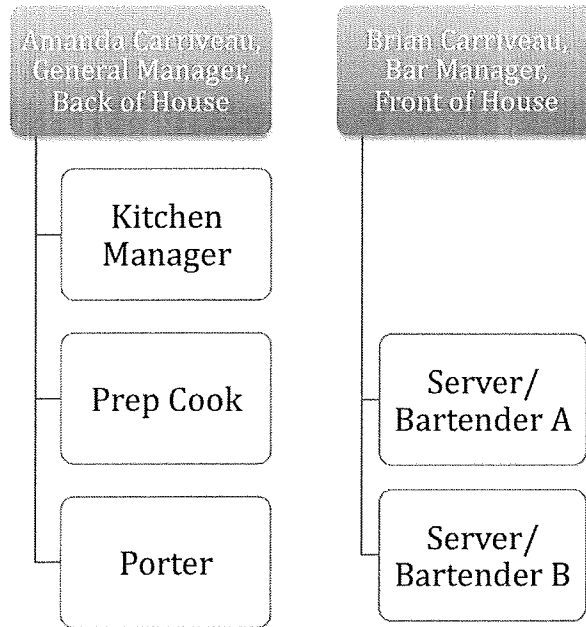 Amanda Carriveau,
General Manager,
Back of House
Kitchen
Manager
Prep Cook
Porter
Brian Carriveau,
Bar Manager,
Front of House
Server/
Bartender A
Server/
Bartender B